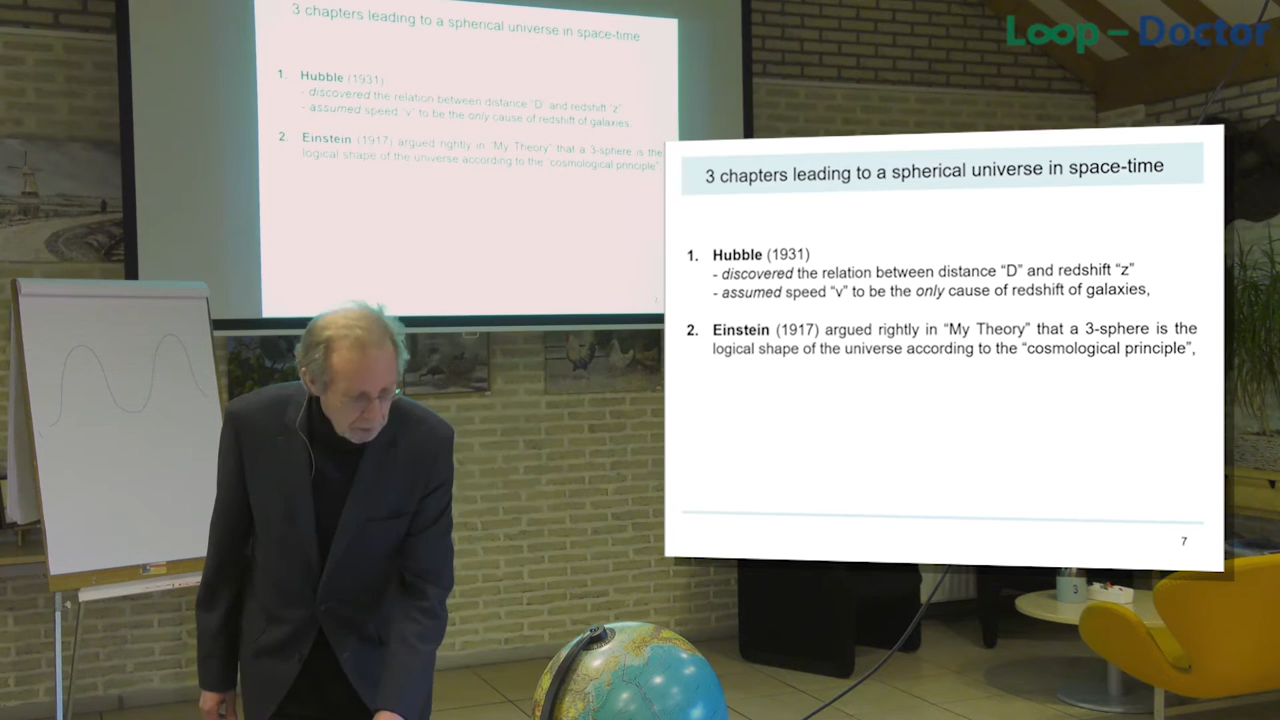 3 chapters leading to a spherical universe in space-time
1. Hubble (1931)
- discovered the relation between distance "D" and redshift "z"
- assumed speed "v" to be the only cause of redshift of galaxies,
2. Einstein (1917) argued rightly in "My Theory" that a 3-sphere is the
logical shape of the universe according to the "cosmological principle",
Loop – Doctor
3 chapters leading to a spherical universe in space-time
1. Hubble (1931)
- discovered the relation between distance “D” and redshift “z”
- assumed speed “v” to be the only cause of redshift of galaxies,
2. Einstein (1917) argued rightly in “My Theory” that a 3-sphere is the
logical shape of the universe according to the “cosmological principle”,
7
3